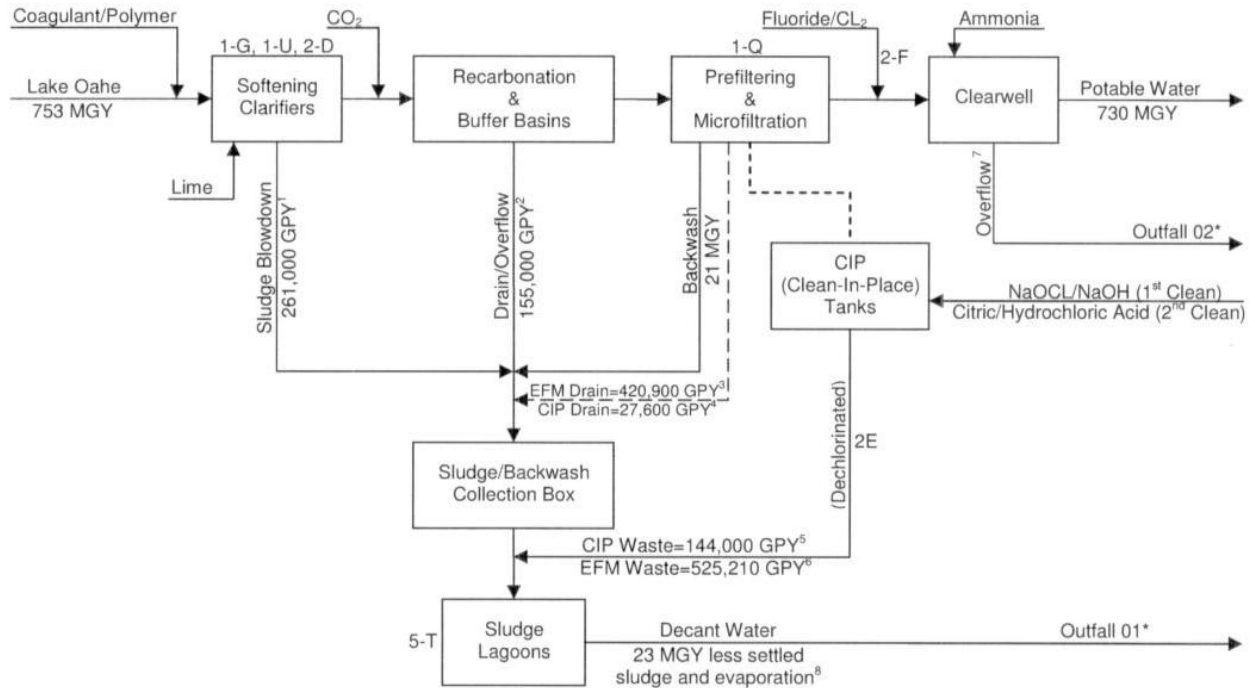 Coagulant/Polymer
CO₂
Fluoride/CL₂
Ammonia
1-G, 1-U, 2-D
1-Q
2-F
Lake Oahe
753 MGY
Softening
Clarifiers
Recarbonation
&
Buffer Basins
Prefiltering
&
Microfiltration
Clearwell
Potable Water
730 MGY
Lime
Sludge Blowdown
261,000 GPY¹
Drain/Overflow
155,000 GPY²
Backwash
21 MGY
Overflow ⁷
Outfall 02*
CIP
(Clean-In-Place)
Tanks
NaOCL/NaOH (1ˢᵗ Clean)
Citric/Hydrochloric Acid (2ⁿᵈ Clean)
EFM Drain=420,900 GPY³
CIP Drain=27,600 GPY⁴
(Dechlorinated)
2E
Sludge/Backwash
Collection Box
CIP Waste=144,000 GPY⁵
EFM Waste=525,210 GPY⁶
5-T
Sludge
Lagoons
Decant Water
23 MGY less settled
sludge and evaporation⁸
Outfall 01*